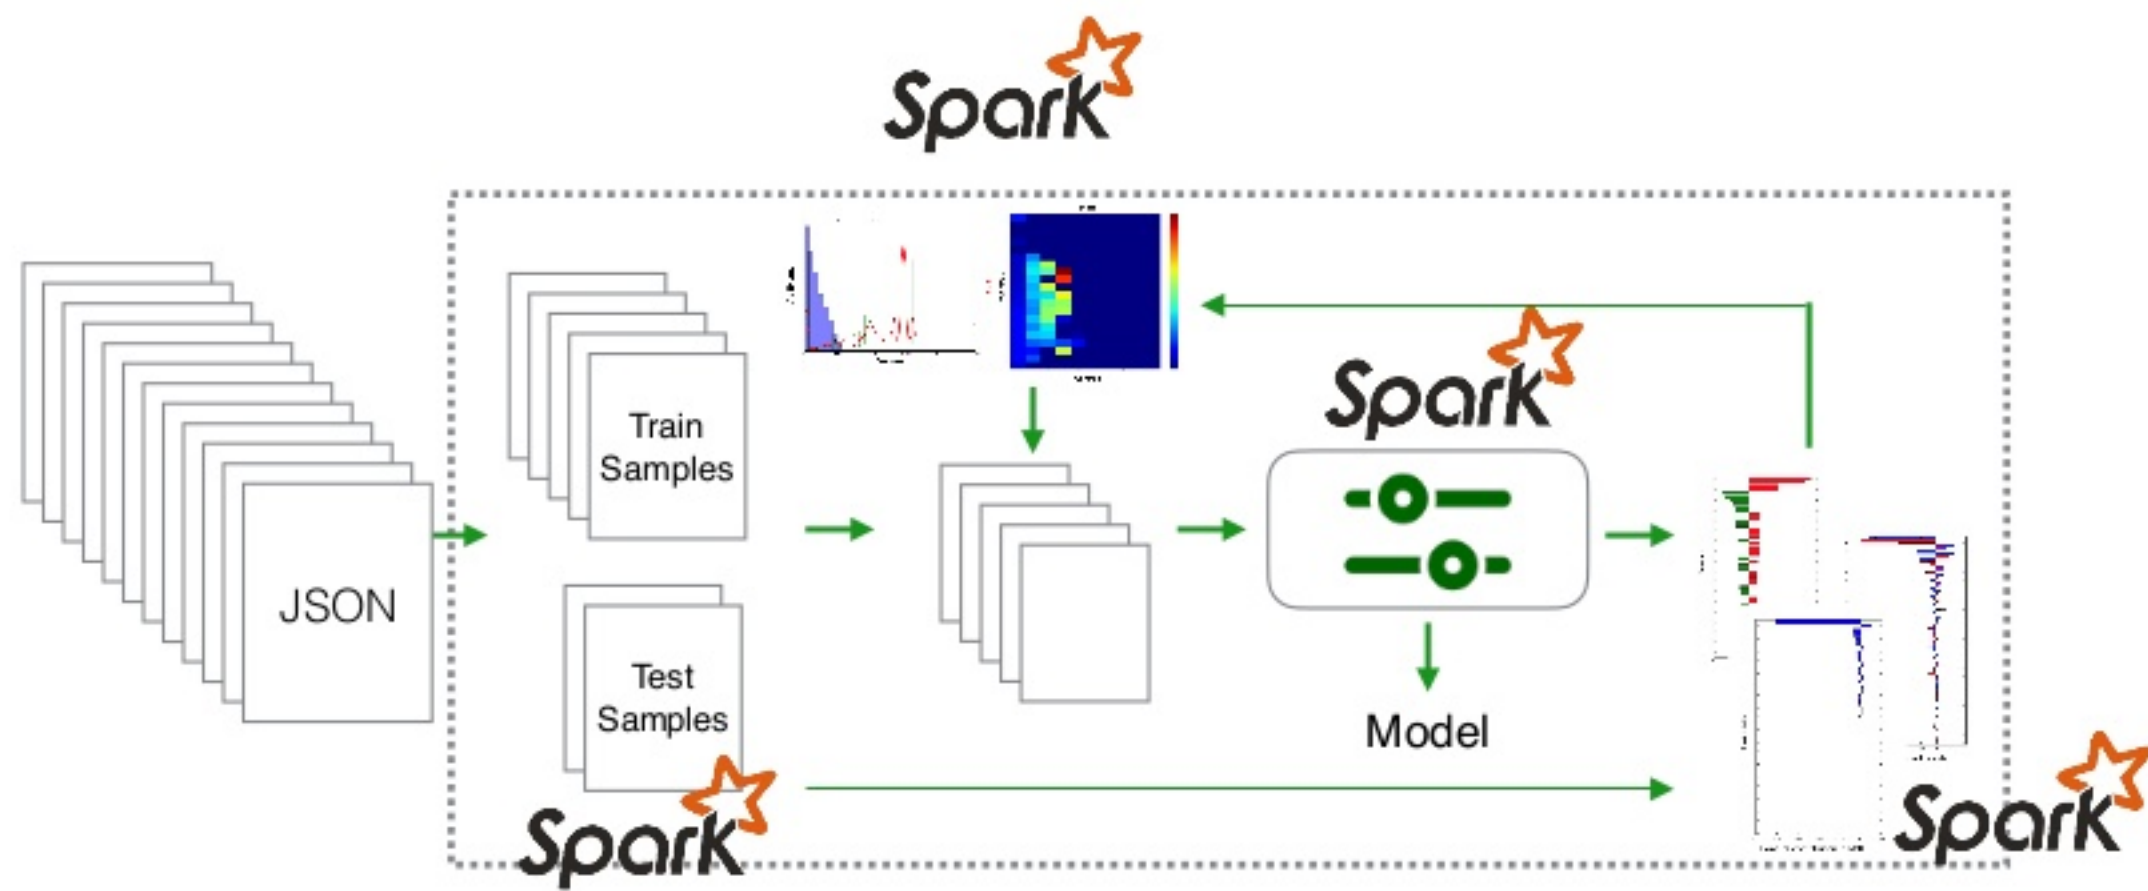 Spark
Spark
Train
Samples
JSON
Test
Samples
Model
Spark
Spark